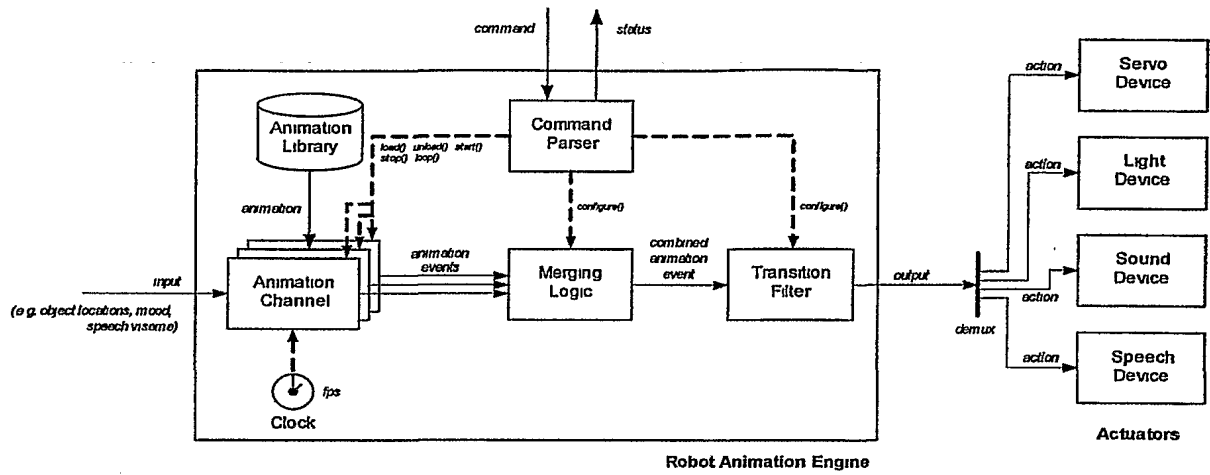 command
status
Animation
Library
Command
Parser
load() unload() start()
stop() loop()
animation
configure()
configure()
Animation
Channel
animation
events
Merging
Logic
combined
animation
event
Transition
Filter
output
input
(e.g. object locations, mood,
speech viseme)
fps
Clock
demux
action
Servo
Device
action
Light
Device
action
Sound
Device
action
Speech
Device
Actuators
Robot Animation Engine